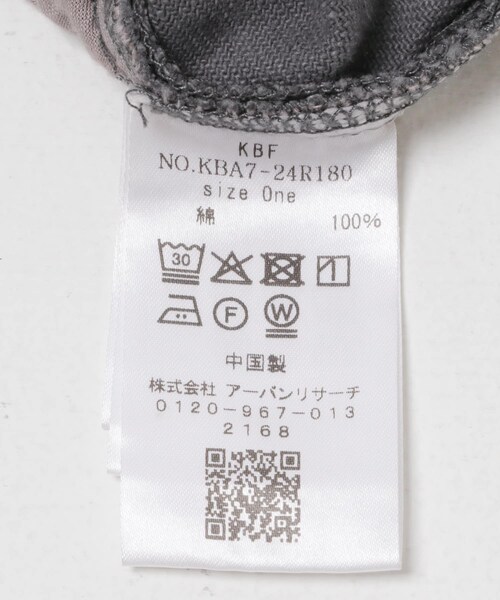 KBF
NO.KBA7-24R180
size One
綿 100%
30
F
W
中国製
株式会社 アーバンリサーチ
0120-967-013
2168